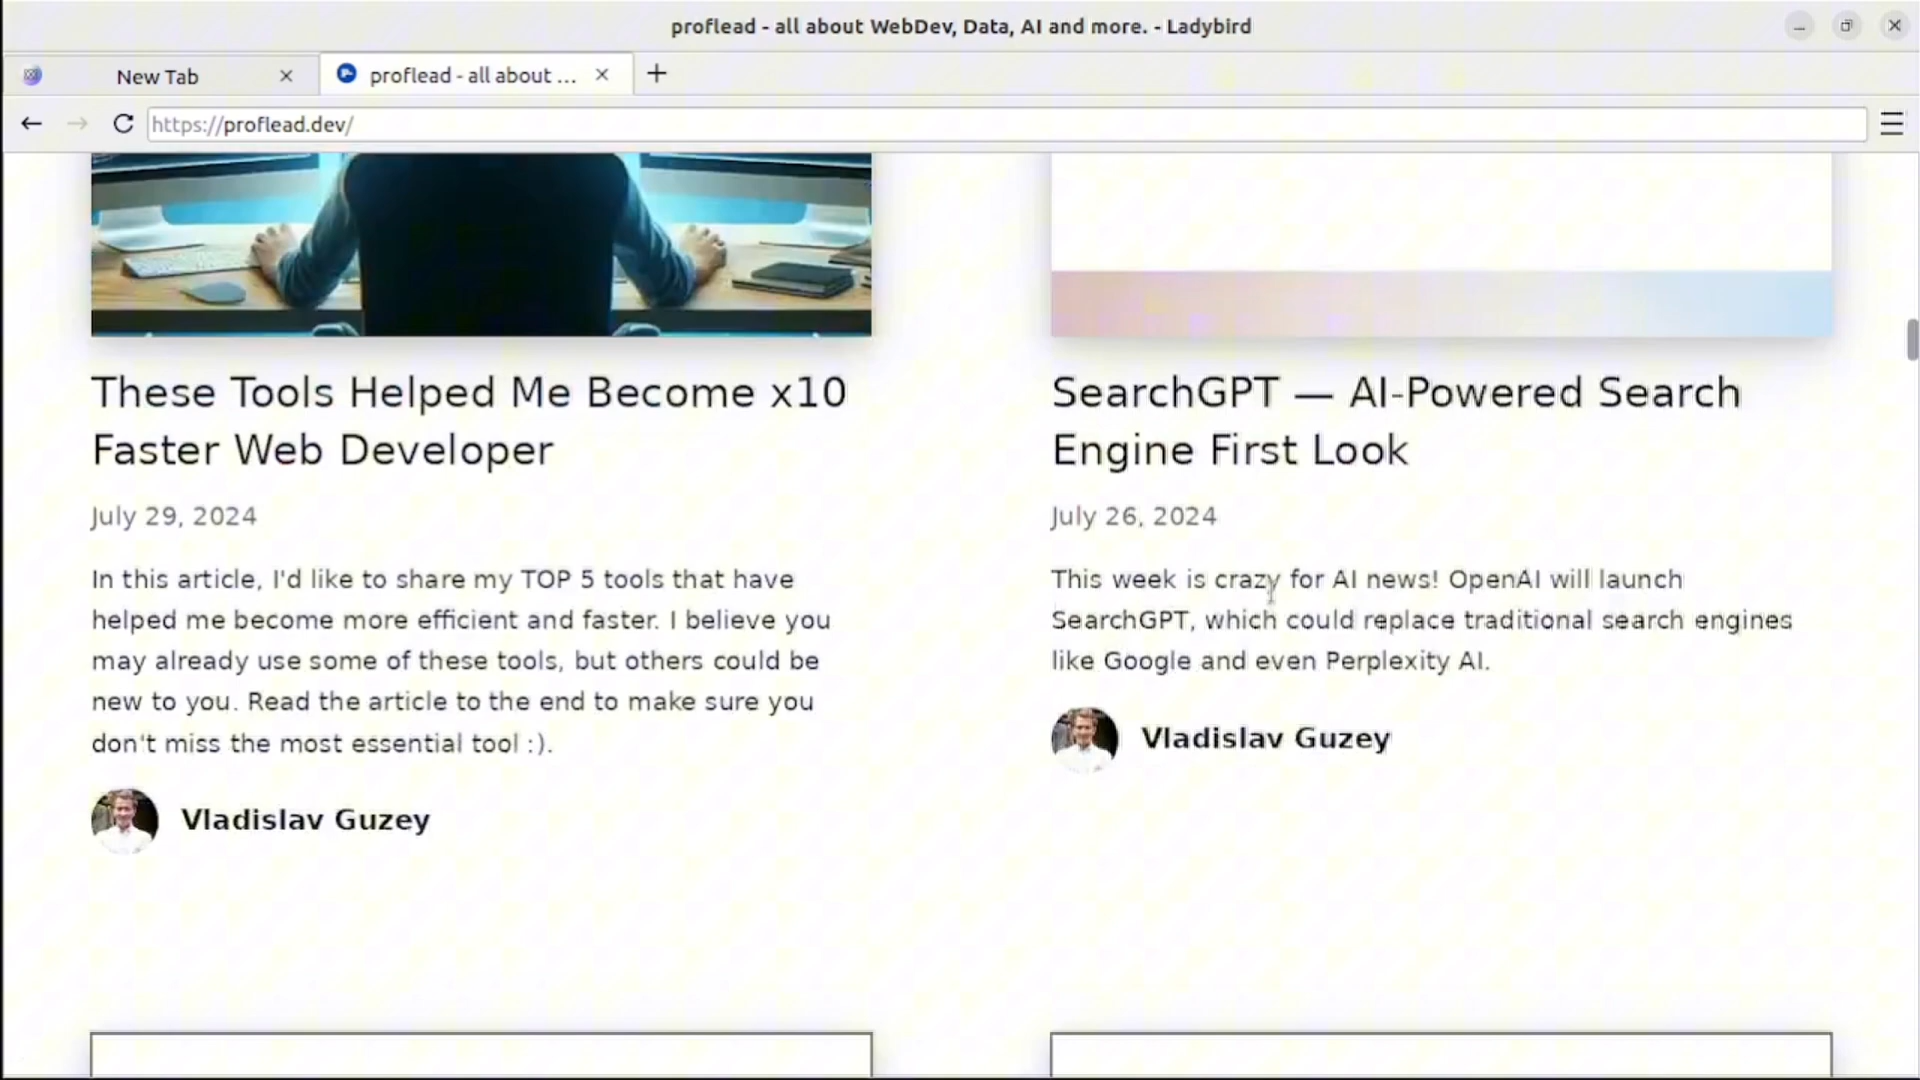 proflead - all about WebDev, Data, AI and more. - Ladybird
New Tab
proflead - all about ...
https://proflead.dev/
These Tools Helped Me Become x10
Faster Web Developer
July 29, 2024
In this article, I'd like to share my TOP 5 tools that have
helped me become more efficient and faster. I believe you
may already use some of these tools, but others could be
new to you. Read the article to the end to make sure you
don't miss the most essential tool :).
Vladislav Guzey
SearchGPT — AI-Powered Search
Engine First Look
July 26, 2024
This week is crazy for AI news! OpenAI will launch
SearchGPT, which could replace traditional search engines
like Google and even Perplexity AI.
Vladislav Guzey